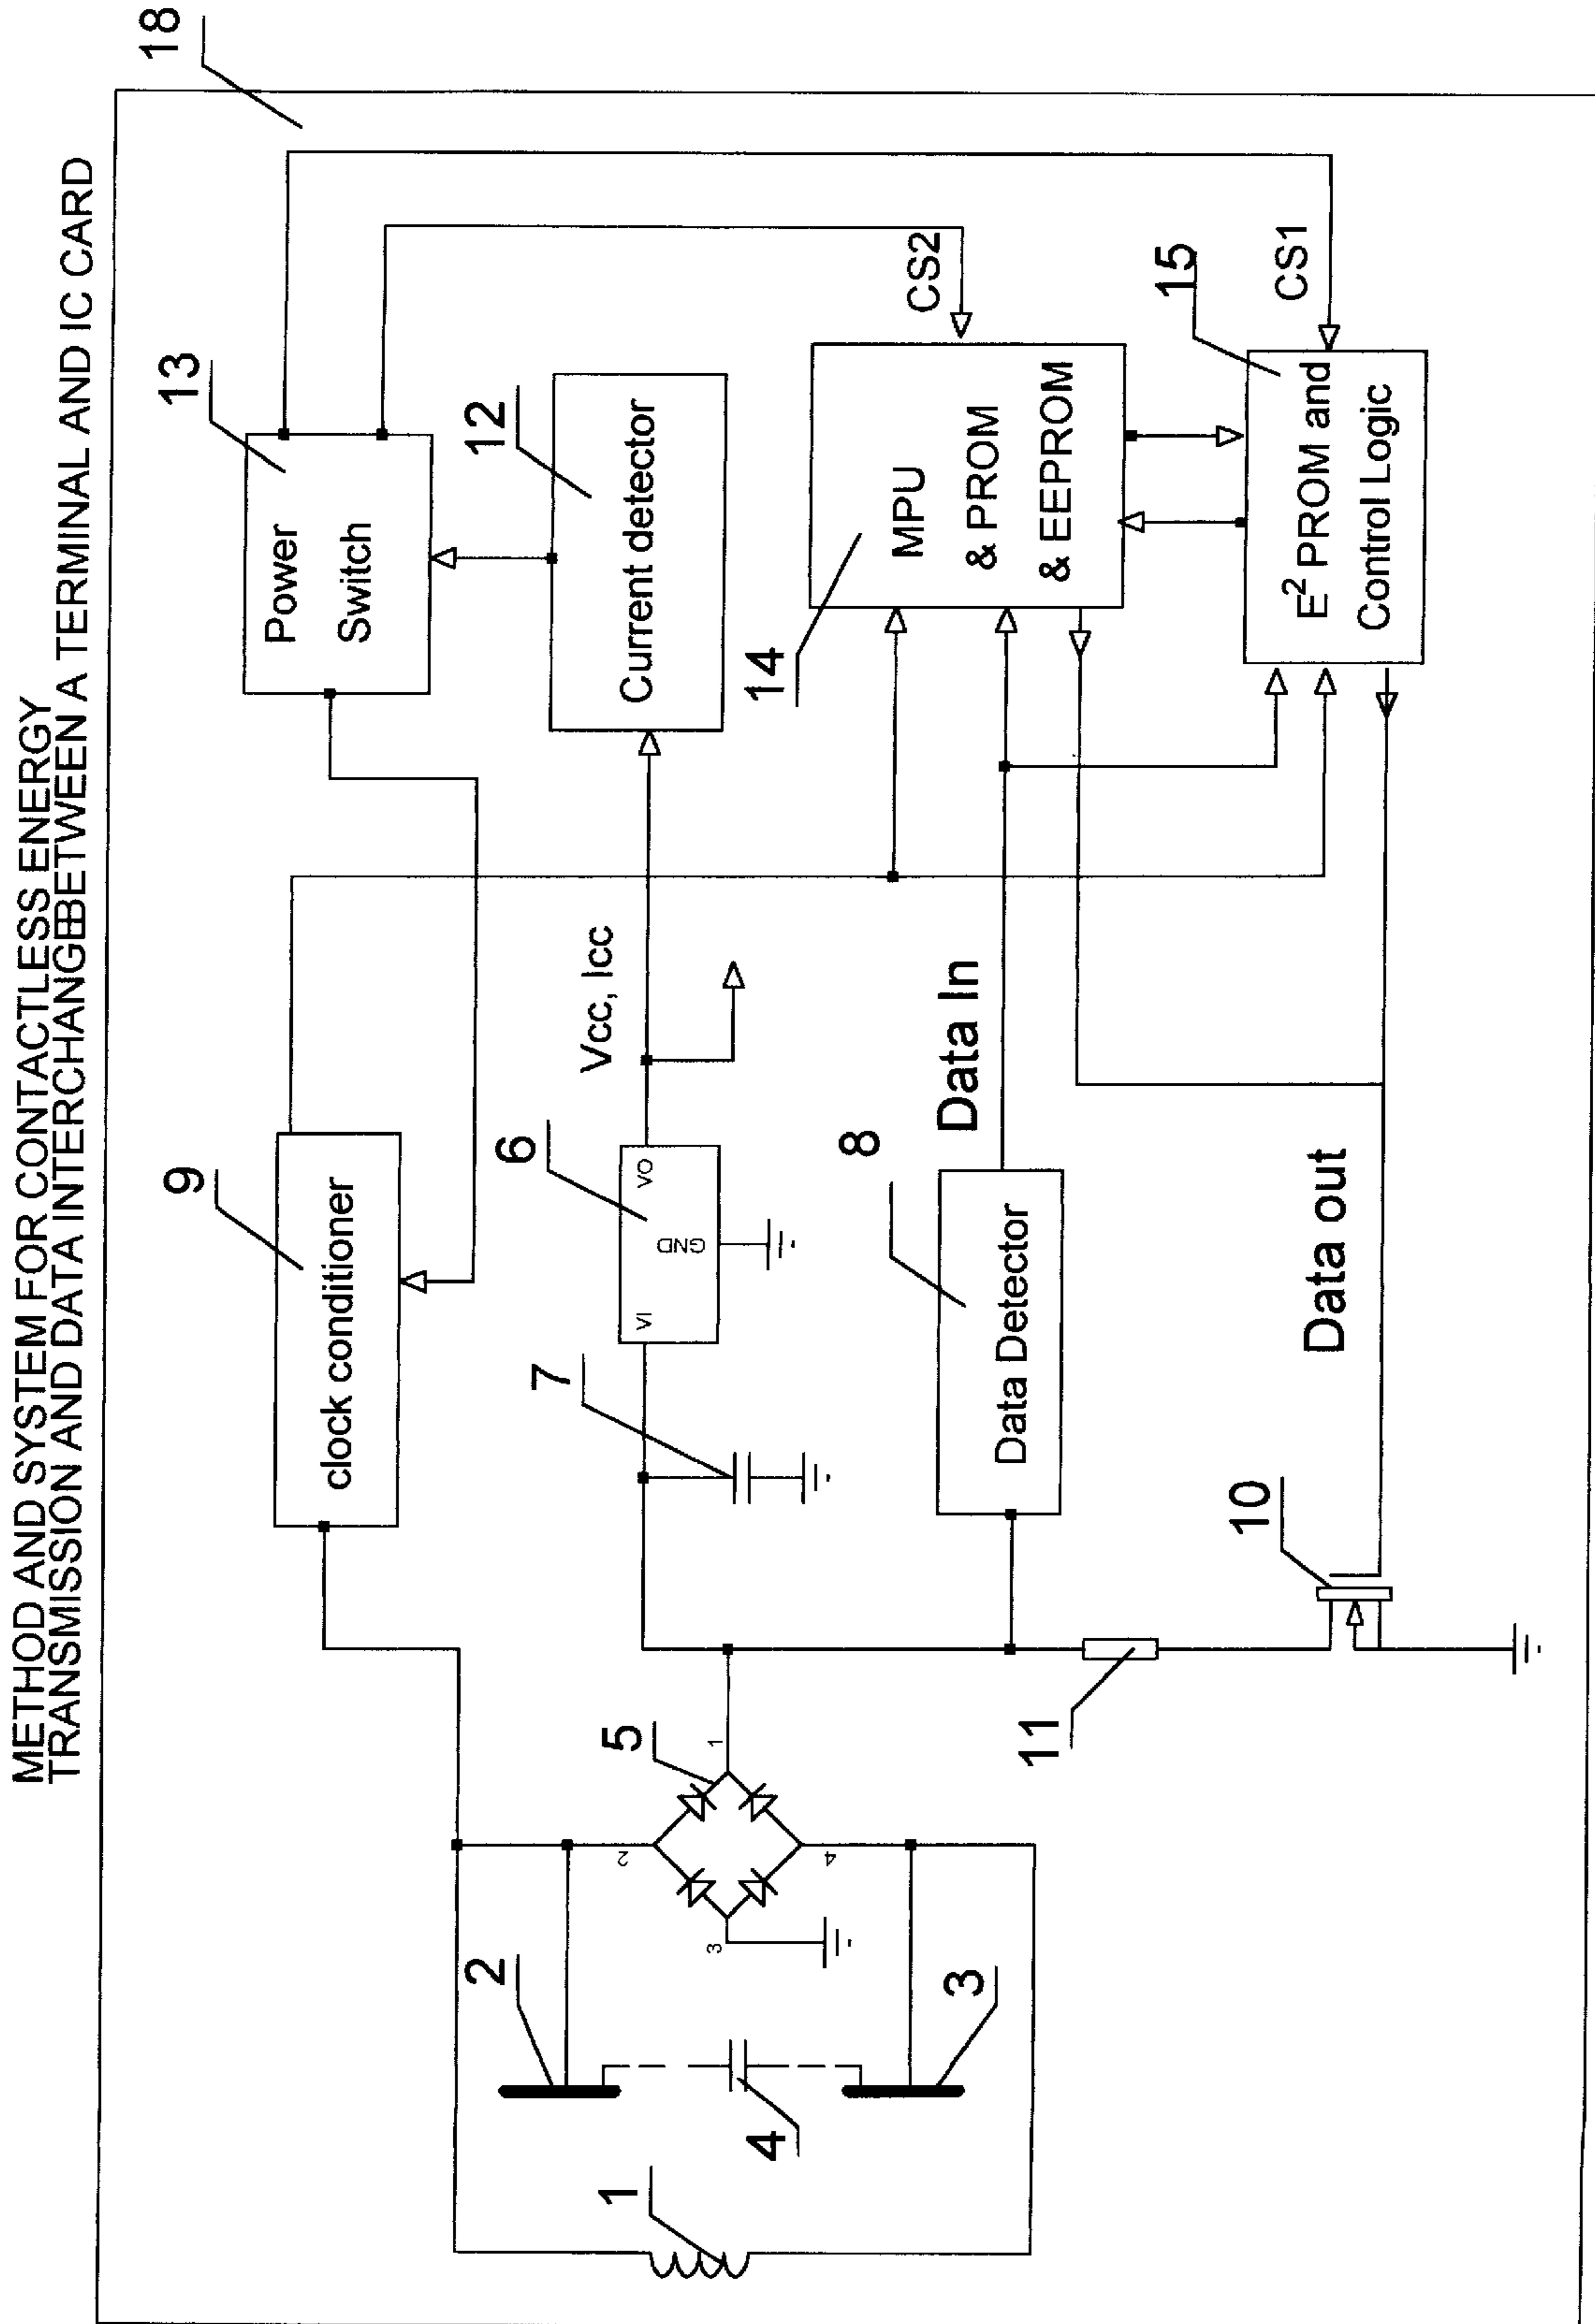 METHOD AND SYSTEM FOR CONTACTLESS ENERGY
TRANSMISSION AND DATA INTERCHANGBETWEEN A TERMINAL AND IC CARD
18
9
clock conditioner
13
Power
Switch
12
Current detector
Vcc, Icc
6
VI
VO
GND
7
CS2
14
MPU
& PROM
& EEPROM
15
CS1
E² PROM and
Control Logic
8
Data Detector
Data In
Data out
10
11
5
1
2
3
4
2
3
4
1